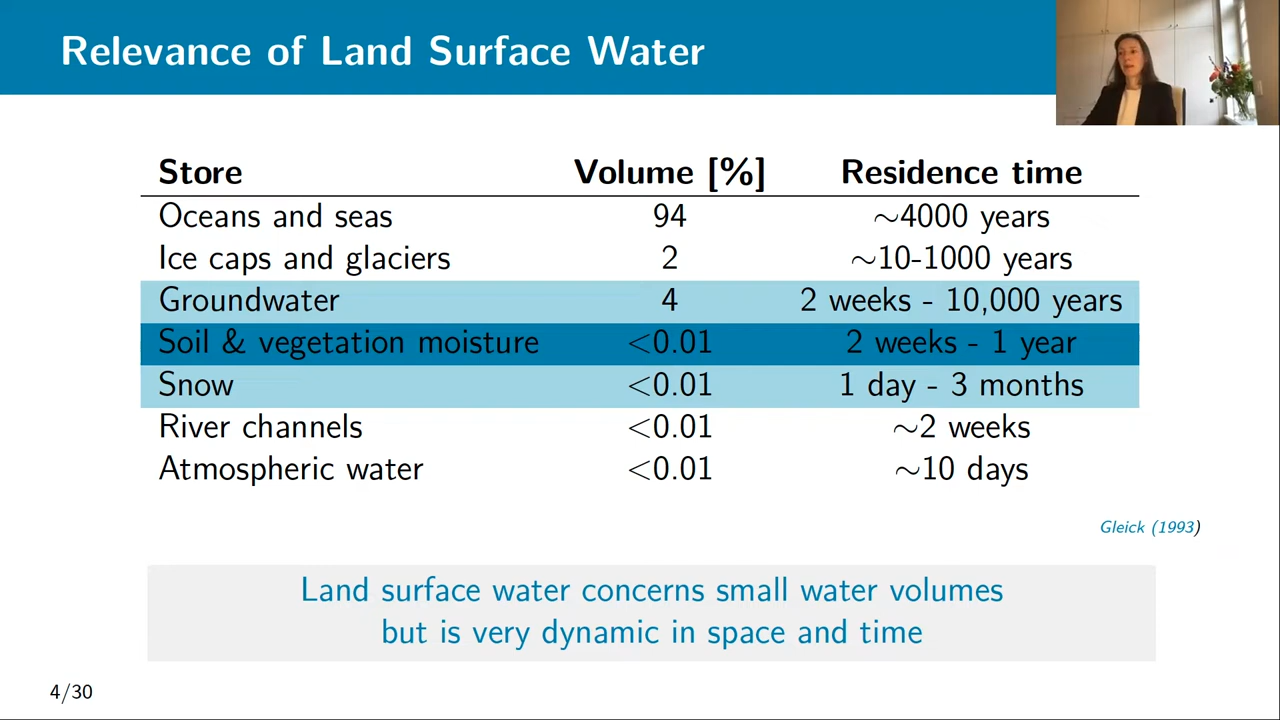 Relevance of Land Surface Water
Store Volume [%] Residence time
Oceans and seas 94 ~4000 years
Ice caps and glaciers 2 ~10-1000 years
Groundwater 4 2 weeks - 10,000 years
Soil & vegetation moisture <0.01 2 weeks - 1 year
Snow <0.01 1 day - 3 months
River channels <0.01 ~2 weeks
Atmospheric water <0.01 ~10 days
Gleick (1993)
Land surface water concerns small water volumes
but is very dynamic in space and time
4/30